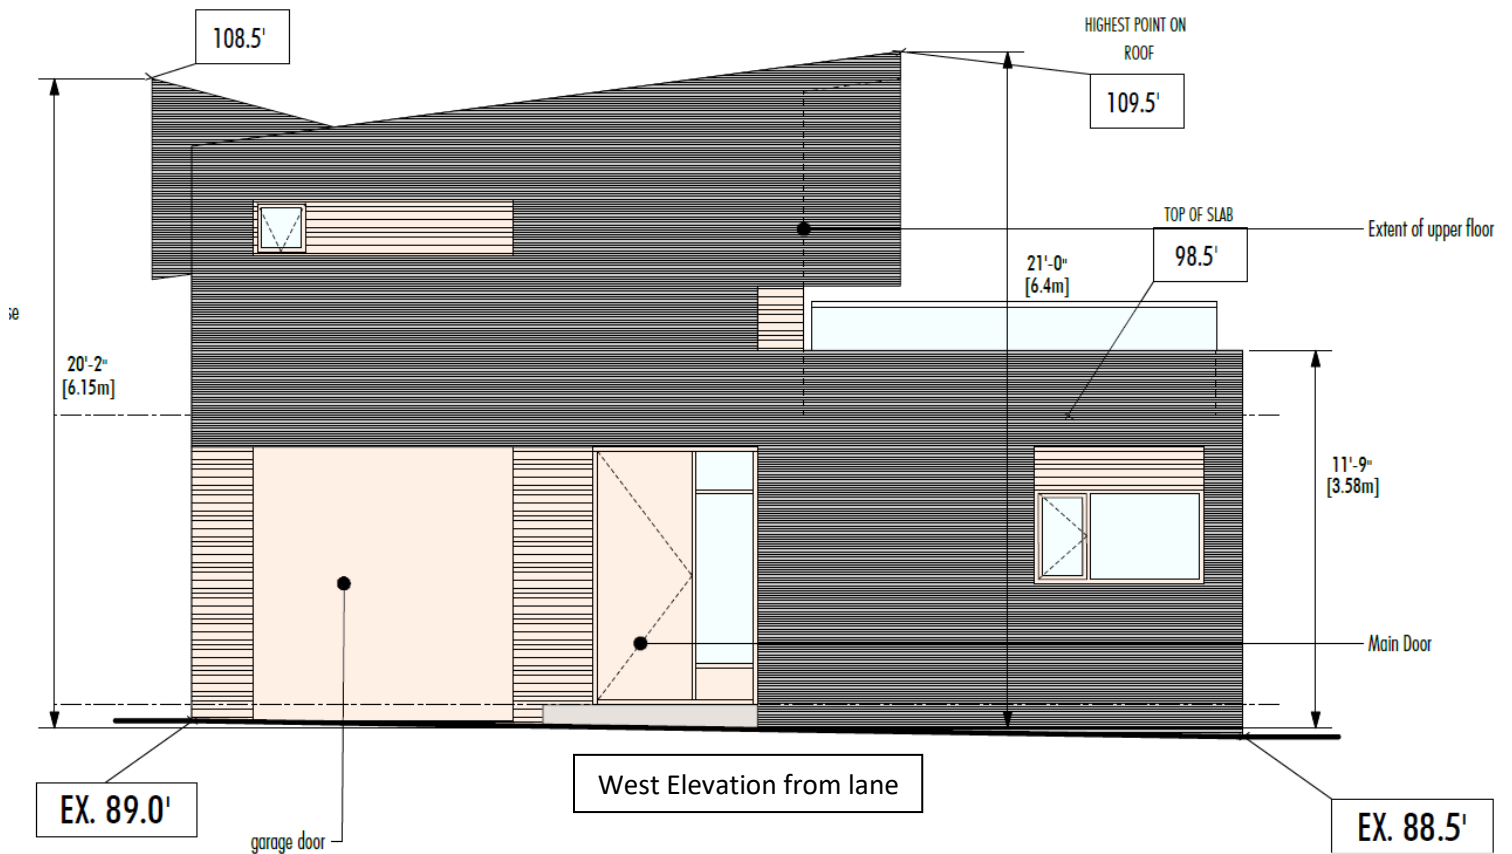 108.5'
HIGHEST POINT ON
ROOF
109.5'
TOP OF SLAB
98.5'
Extent of upper floor
21'-0"
[6.4m]
se
20'-2"
[6.15m]
11'-9"
[3.58m]
Main Door
West Elevation from lane
EX. 89.0'
EX. 88.5'
garage door